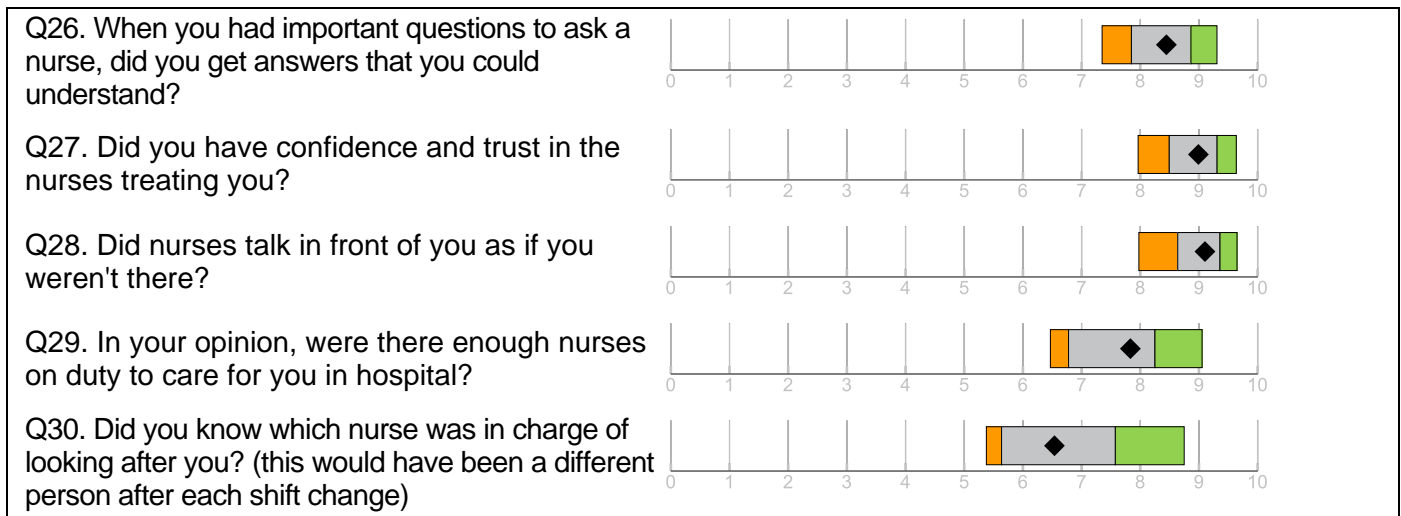 Q26. When you had important questions to ask a
nurse, did you get answers that you could
understand?
0 1 2 3 4 5 6 7 8 9 10
Q27. Did you have confidence and trust in the
nurses treating you?
0 1 2 3 4 5 6 7 8 9 10
Q28. Did nurses talk in front of you as if you
weren't there?
0 1 2 3 4 5 6 7 8 9 10
Q29. In your opinion, were there enough nurses
on duty to care for you in hospital?
0 1 2 3 4 5 6 7 8 9 10
Q30. Did you know which nurse was in charge of
looking after you? (this would have been a different
person after each shift change)
0 1 2 3 4 5 6 7 8 9 10